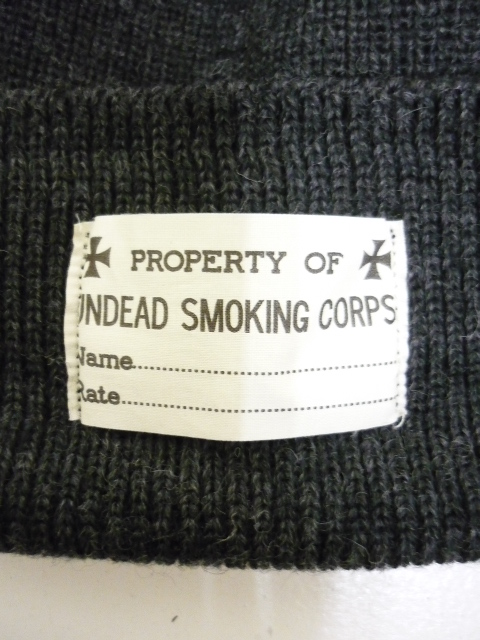 PROPERTY OF
UNDEAD SMOKING CORPS
Name
Rate